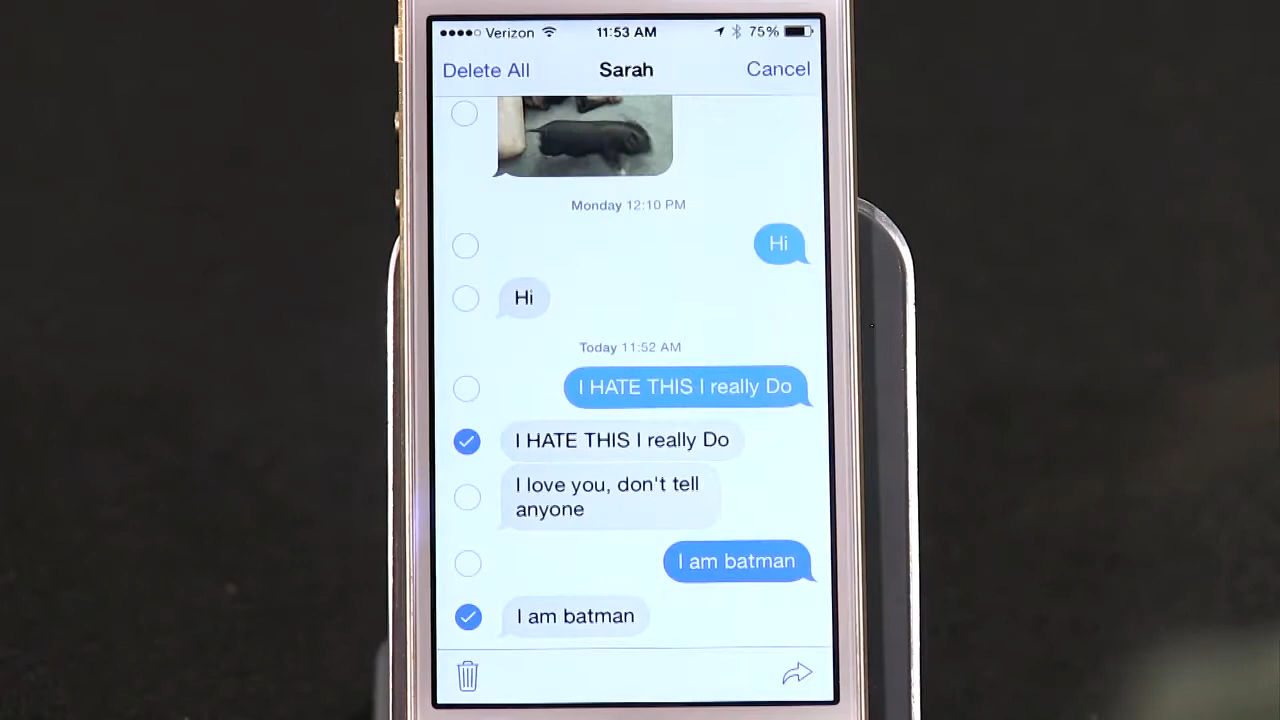 Verizon 11:53 AM 75%
Delete All Sarah Cancel
Monday 12:10 PM
Hi
Hi
Today 11:52 AM
I HATE THIS I really Do
I HATE THIS I really Do
I love you, don't tell
anyone
I am batman
I am batman